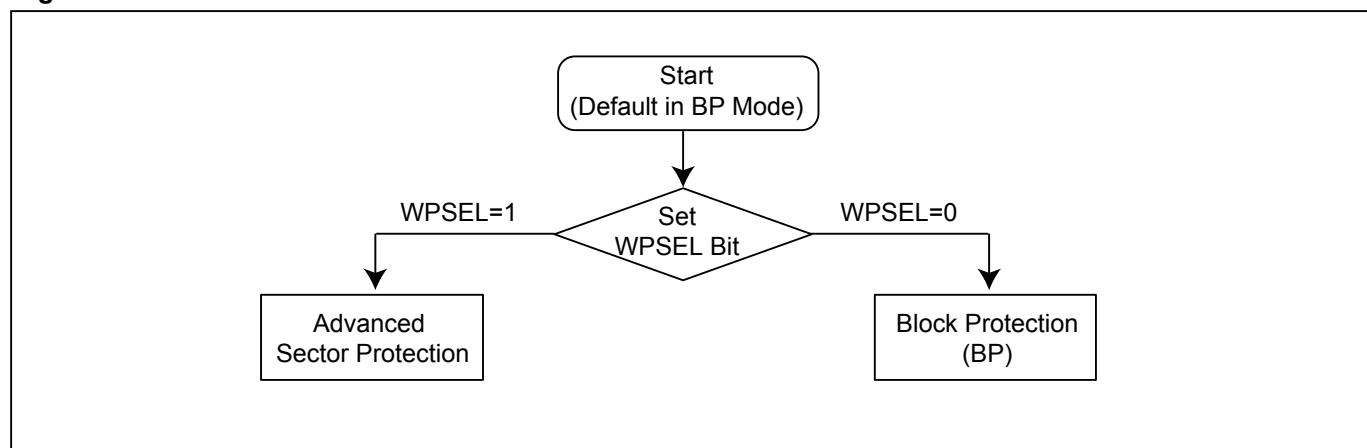 Start
(Default in BP Mode)
WPSEL=1
Set
WPSEL Bit
WPSEL=0
Advanced
Sector Protection
Block Protection
(BP)